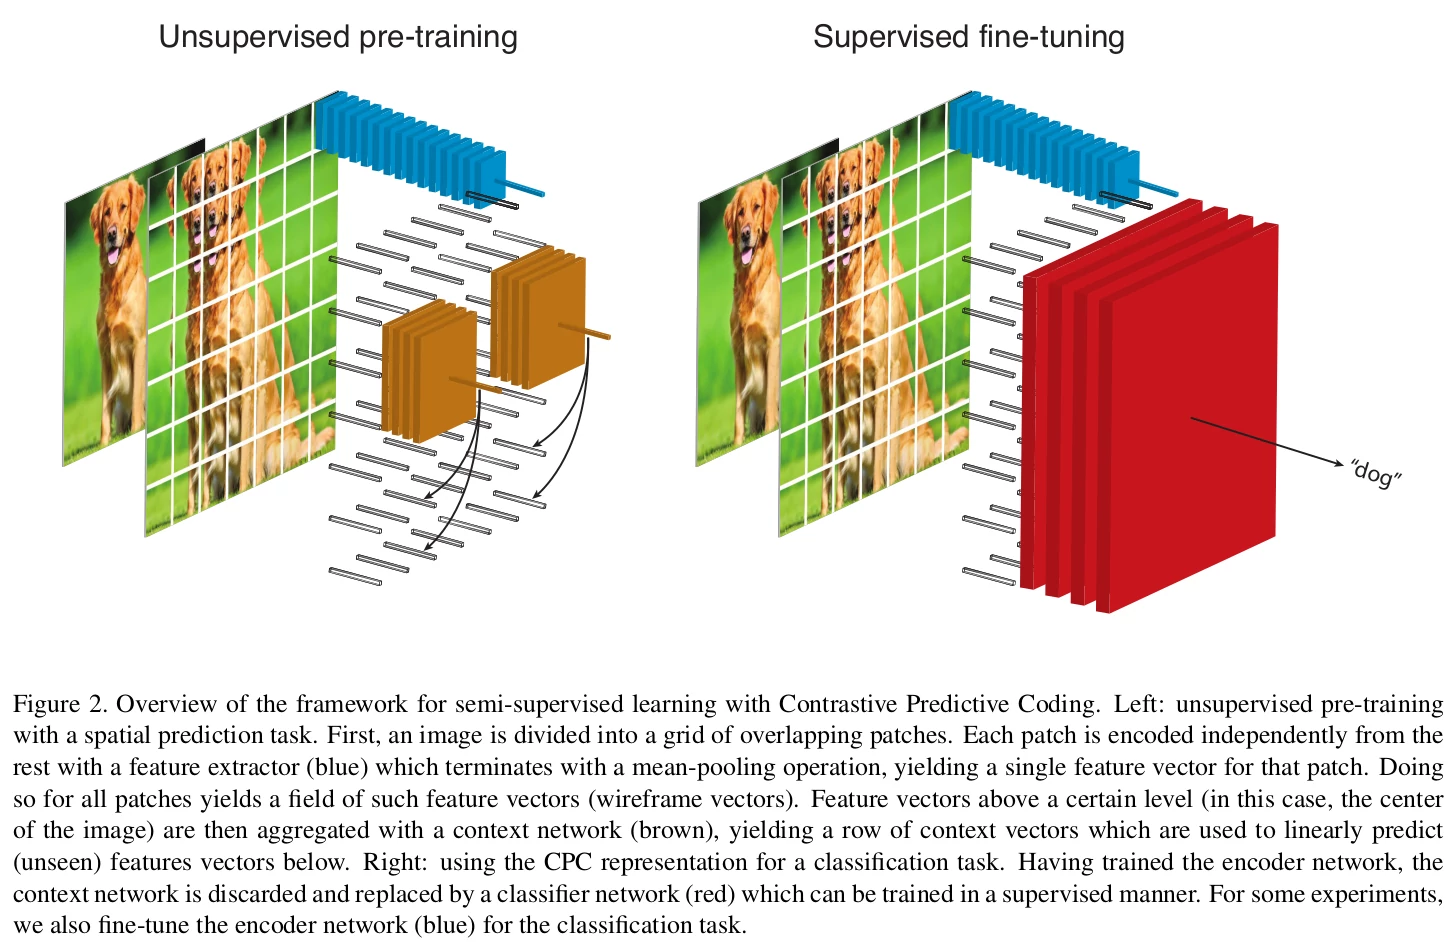 Unsupervised pre-training
Supervised fine-tuning
“dog”
Figure 2. Overview of the framework for semi-supervised learning with Contrastive Predictive Coding. Left: unsupervised pre-training
with a spatial prediction task. First, an image is divided into a grid of overlapping patches. Each patch is encoded independently from the
rest with a feature extractor (blue) which terminates with a mean-pooling operation, yielding a single feature vector for that patch. Doing
so for all patches yields a field of such feature vectors (wireframe vectors). Feature vectors above a certain level (in this case, the center
of the image) are then aggregated with a context network (brown), yielding a row of context vectors which are used to linearly predict
(unseen) features vectors below. Right: using the CPC representation for a classification task. Having trained the encoder network, the
context network is discarded and replaced by a classifier network (red) which can be trained in a supervised manner. For some experiments,
we also fine-tune the encoder network (blue) for the classification task.